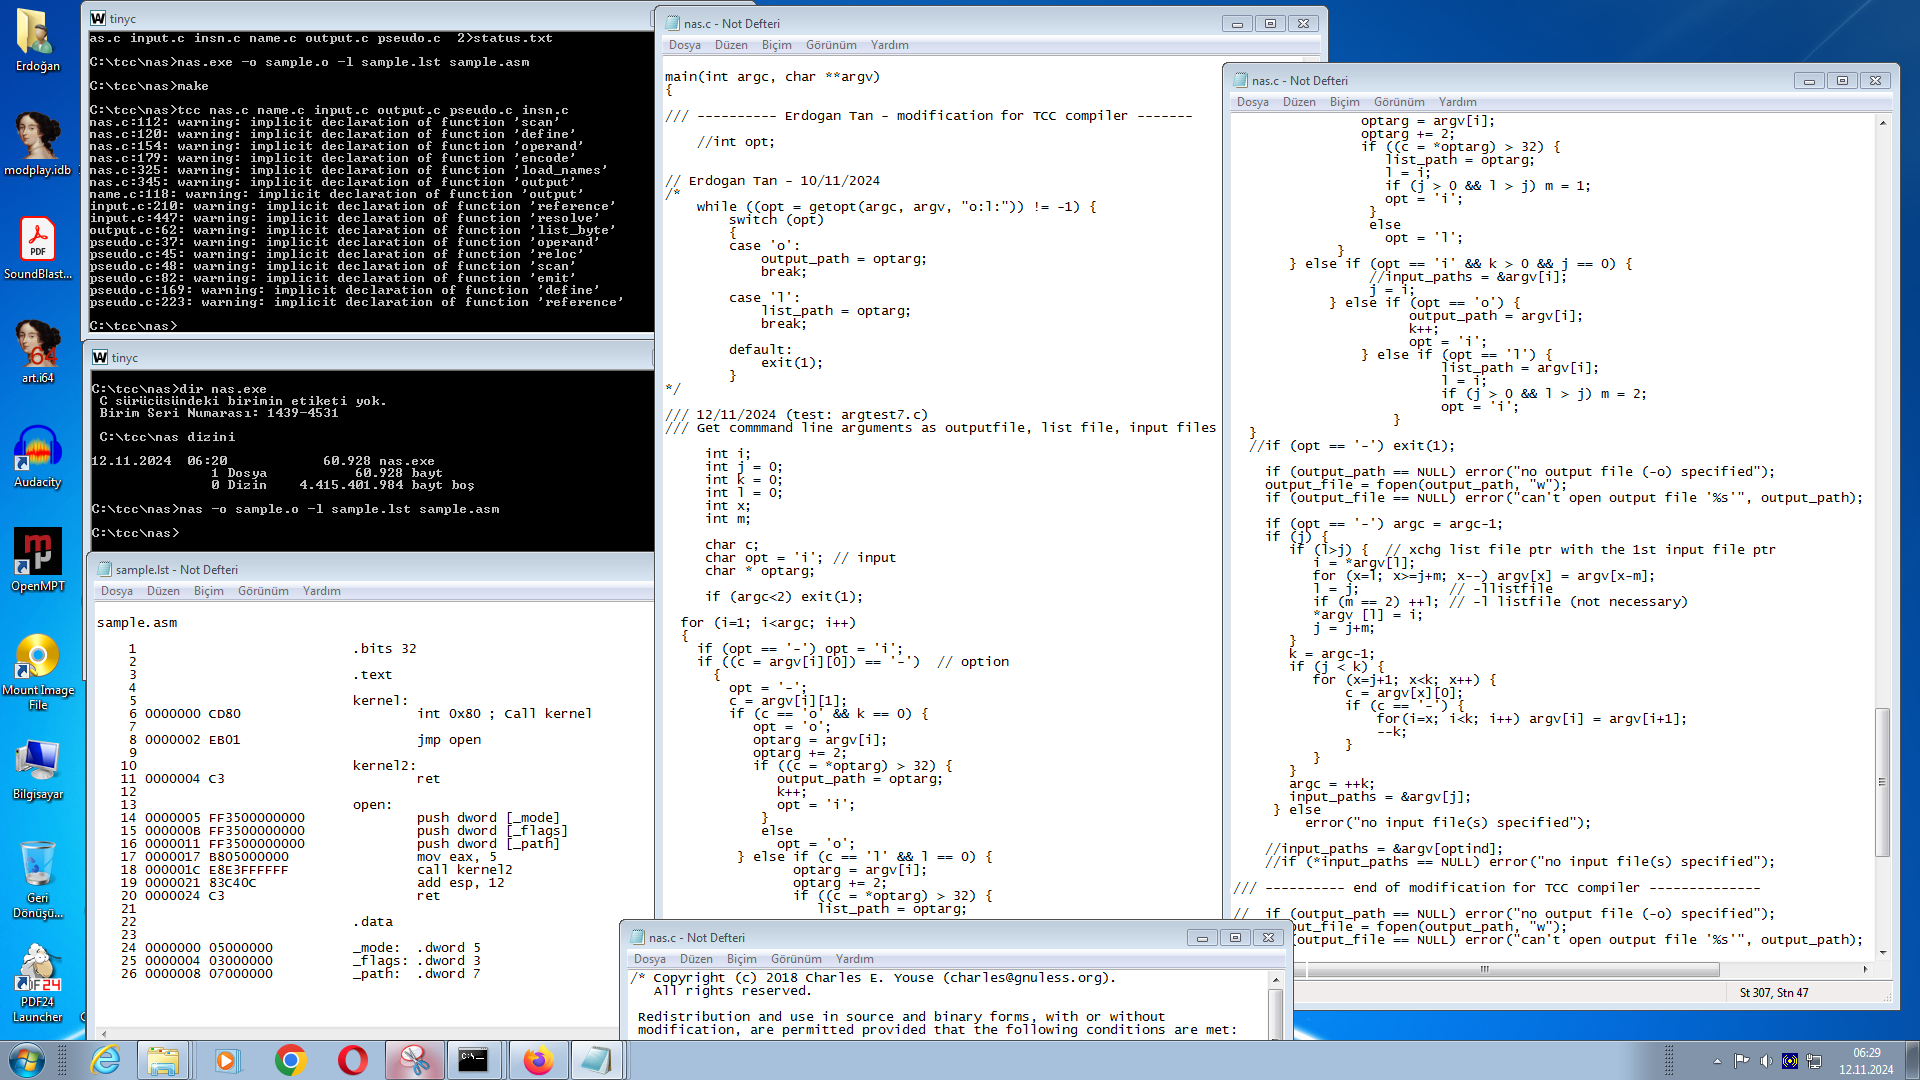 Erdoğan
modplay.idb
SoundBlast...
art.i64
Audacity
OpenMPT
Mount Image
File
Bilgisayar
Geri
Dönüşü...
PDF24
Launcher
tinyc
as.c input.c insn.c name.c output.c pseudo.c  2>status.txt
C:\tcc\nas>nas.exe -o sample.o -l sample.lst sample.asm
C:\tcc\nas>make
C:\tcc\nas>tcc nas.c name.c input.c output.c pseudo.c insn.c
nas.c:112: warning: implicit declaration of function 'scan'
nas.c:120: warning: implicit declaration of function 'define'
nas.c:154: warning: implicit declaration of function 'operand'
nas.c:179: warning: implicit declaration of function 'encode'
nas.c:325: warning: implicit declaration of function 'load_names'
nas.c:345: warning: implicit declaration of function 'output'
name.c:118: warning: implicit declaration of function 'output'
input.c:210: warning: implicit declaration of function 'reference'
input.c:447: warning: implicit declaration of function 'resolve'
output.c:62: warning: implicit declaration of function 'list_byte'
pseudo.c:37: warning: implicit declaration of function 'operand'
pseudo.c:45: warning: implicit declaration of function 'reloc'
pseudo.c:48: warning: implicit declaration of function 'scan'
pseudo.c:82: warning: implicit declaration of function 'emit'
pseudo.c:169: warning: implicit declaration of function 'define'
pseudo.c:223: warning: implicit declaration of function 'reference'
C:\tcc\nas>
tinyc
C:\tcc\nas>dir nas.exe
C sürücüsündeki birimin etiketi yok.
Birim Seri Numarası: 1439-4531
C:\tcc\nas dizini
12.11.2024  06:20            60.928 nas.exe
1 Dosya           60.928 bayt
0 Dizin    4.415.401.984 bayt boş
C:\tcc\nas>nas -o sample.o -l sample.lst sample.asm
C:\tcc\nas>
sample.lst - Not Defteri
Dosya Düzen Biçim Görünüm Yardım
sample.asm
1 .bits 32
2
3 .text
4
5 kernel:
6 0000000 CD80 int 0x80 ; Call kernel
7
8 0000002 EB01 jmp open
9
10 kernel2:
11 0000004 C3 ret
12
13 open:
14 0000005 FF3500000000 push dword [_mode]
15 000000B FF3500000000 push dword [_flags]
16 0000011 FF3500000000 push dword [_path]
17 0000017 B805000000 mov eax, 5
18 000001C E8E3FFFFFF call kernel2
19 0000021 83C40C add esp, 12
20 0000024 C3 ret
21
22 .data
23
24 0000000 05000000 _mode: .dword 5
25 0000004 03000000 _flags: .dword 3
26 0000008 07000000 _path: .dword 7
nas.c - Not Defteri
Dosya Düzen Biçim Görünüm Yardım
main(int argc, char **argv)
{
/// ---------- Erdogan Tan - modification for TCC compiler -------
//int opt;
// Erdogan Tan - 10/11/2024
/*
while ((opt = getopt(argc, argv, "o:l:")) != -1) {
switch (opt)
{
case 'o':
output_path = optarg;
break;
case 'l':
list_path = optarg;
break;
default:
exit(1);
}
*/
/// 12/11/2024 (test: argtest7.c)
/// Get commmand line arguments as outputfile, list file, input files
int i;
int j = 0;
int k = 0;
int l = 0;
int x;
int m;
char c;
char opt = 'i'; // input
char * optarg;
if (argc<2) exit(1);
for (i=1; i<argc; i++)
{
if (opt == '-') opt = 'i';
if ((c = argv[i][0]) == '-')  // option
{
opt = '-';
c = argv[i][1];
if (c == 'o' && k == 0) {
opt = 'o';
optarg = argv[i];
optarg += 2;
if ((c = *optarg) > 32) {
output_path = optarg;
k++;
opt = 'i';
}
else
opt = 'o';
} else if (c == 'l' && l == 0) {
optarg = argv[i];
optarg += 2;
if ((c = *optarg) > 32) {
list_path = optarg;
nas.c - Not Defteri
Dosya Düzen Biçim Görünüm Yardım
optarg = argv[i];
optarg += 2;
if ((c = *optarg) > 32) {
list_path = optarg;
l = i;
if (j > 0 && l > j) m = 1;
opt = 'i';
}
else
opt = 'l';
}
} else if (opt == 'i' && k > 0 && j == 0) {
//input_paths = &argv[i];
j = i;
} else if (opt == 'o') {
output_path = argv[i];
k++;
opt = 'i';
} else if (opt == 'l') {
list_path = argv[i];
l = i;
if (j > 0 && l > j) m = 2;
opt = 'i';
}
}
//if (opt == '-') exit(1);
if (output_path == NULL) error("no output file (-o) specified");
output_file = fopen(output_path, "w");
if (output_file == NULL) error("can't open output file '%s'", output_path);
if (opt == '-') argc = argc-1;
if (j) {
if (l>j) {  // xchg list file ptr with the 1st input file ptr
i = *argv[l];
for (x=l; x>=j+m; x--) argv[x] = argv[x-m];
l = j;           // -llistfile
if (m == 2) ++l; // -l listfile (not necessary)
*argv [l] = i;
j = j+m;
}
k = argc-1;
if (j < k) {
for (x=j+1; x<k; x++) {
c = argv[x][0];
if (c == '-') {
for(i=x; i<k; i++) argv[i] = argv[i+1];
--k;
}
}
}
argc = ++k;
input_paths = &argv[j];
} else
error("no input file(s) specified");
//input_paths = &argv[optind];
//if (*input_paths == NULL) error("no input file(s) specified");
/// ---------- end of modification for TCC compiler --------------
//  if (output_path == NULL) error("no output file (-o) specified");
ut_file = fopen(output_path, "w");
(output_file == NULL) error("can't open output file '%s'", output_path);
St 307, Stn 47
nas.c - Not Defteri
Dosya Düzen Biçim Görünüm Yardım
/* Copyright (c) 2018 Charles E. Youse (charles@gnuless.org).
All rights reserved.
Redistribution and use in source and binary forms, with or without
modification, are permitted provided that the following conditions are met:
06:29
12.11.2024